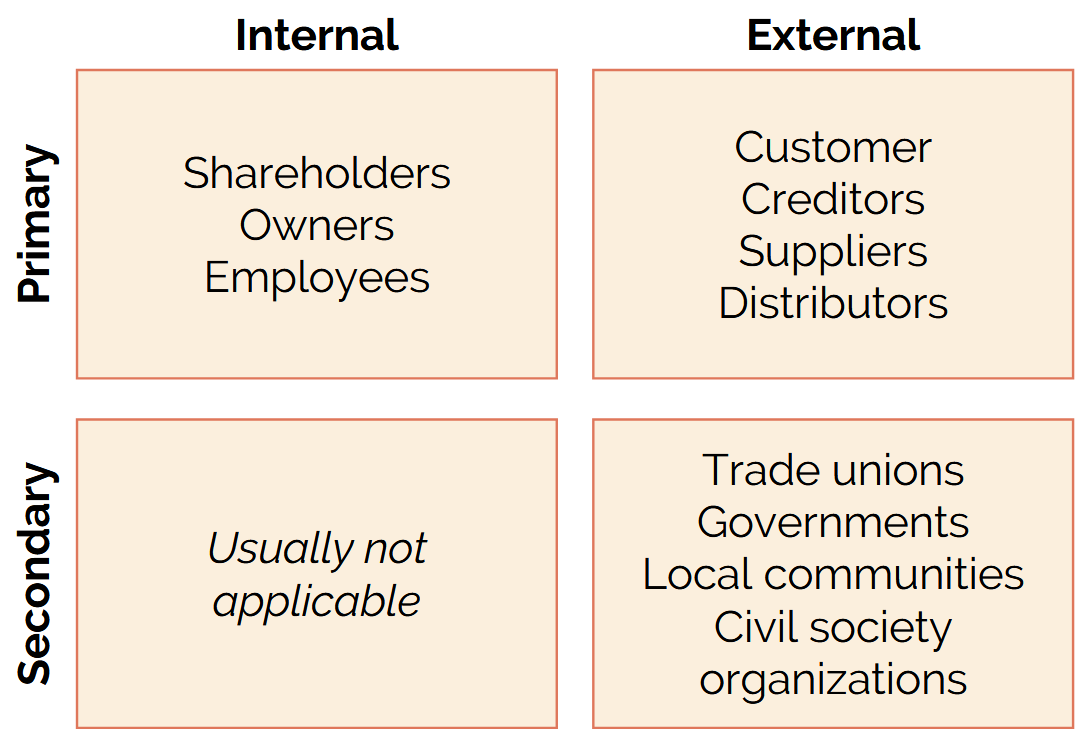 Internal
External
Primary
Shareholders
Owners
Employees
Customer
Creditors
Suppliers
Distributors
Secondary
Usually not
applicable
Trade unions
Governments
Local communities
Civil society
organizations